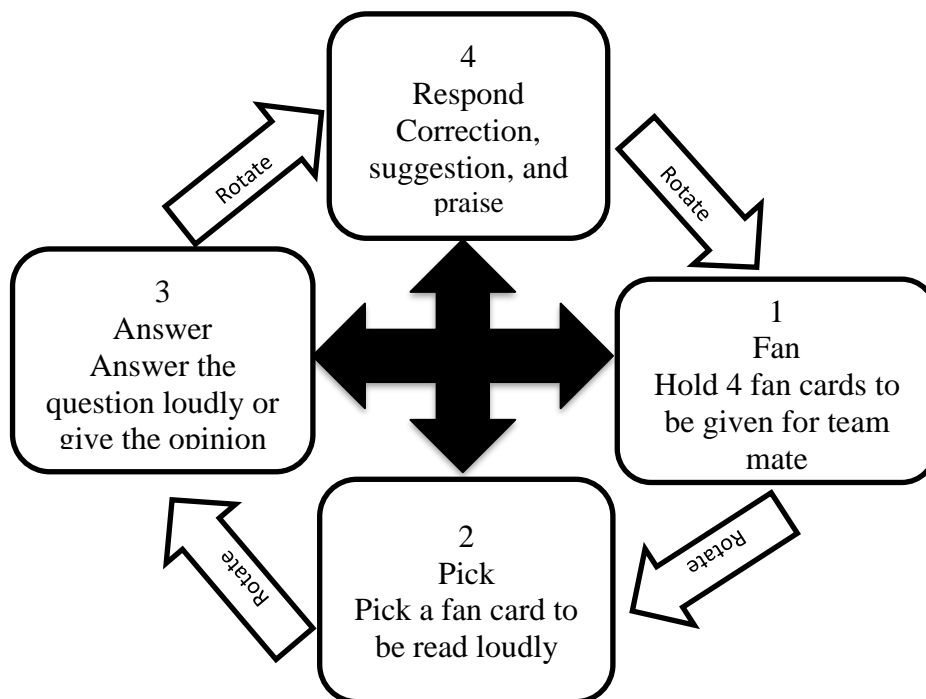 4
Respond
Correction,
suggestion, and
praise
Rotate
Rotate
3
Answer
Answer the
question loudly or
give the opinion
1
Fan
Hold 4 fan cards to
be given for team
mate
2
Pick
Pick a fan card to
be read loudly
Rotate
Rotate